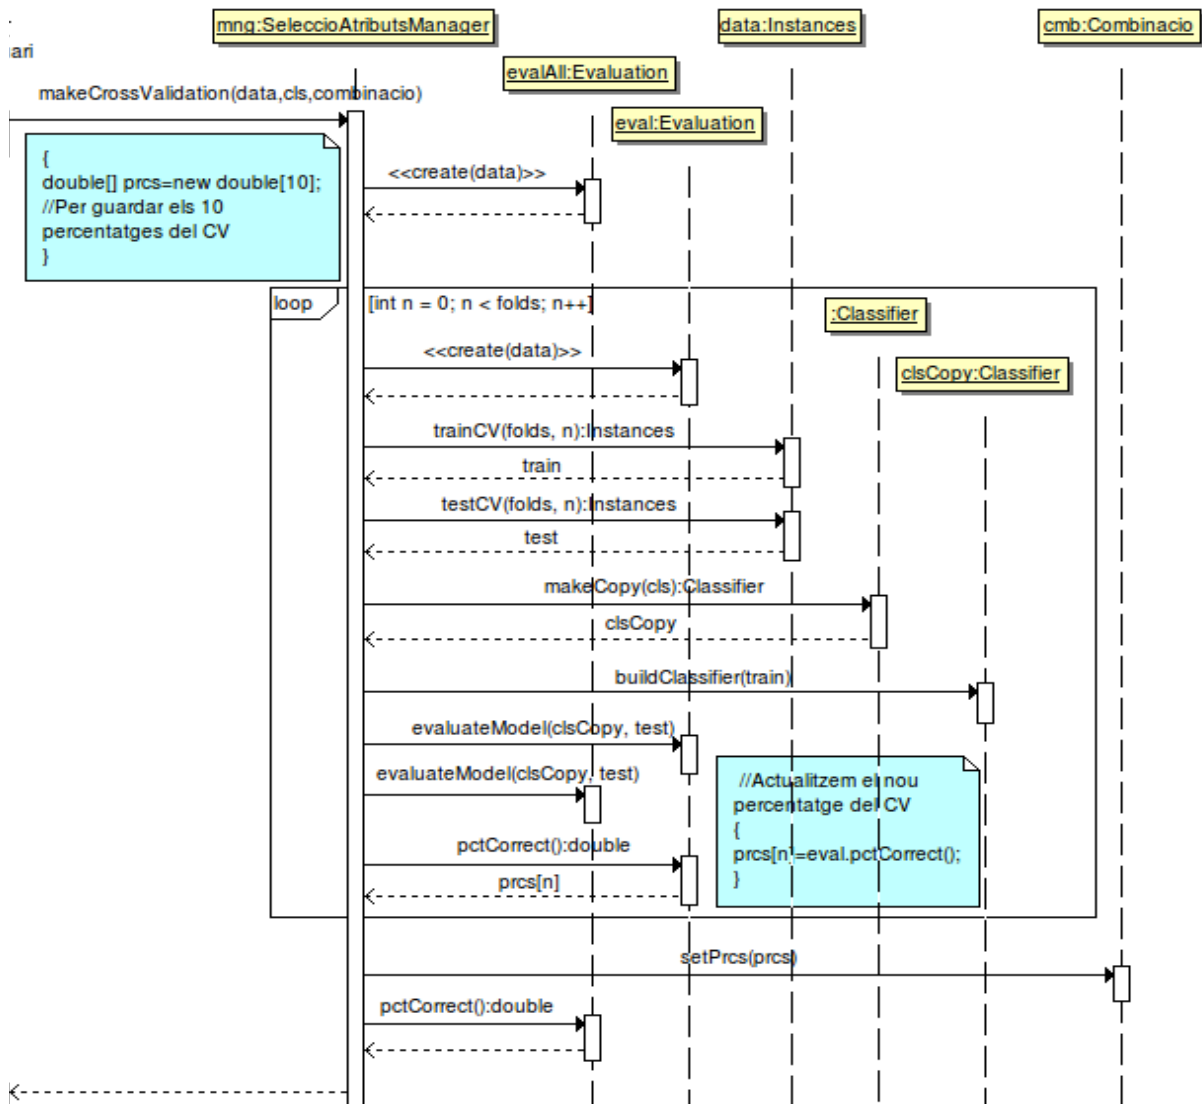 mng:SeleccioAtributsManager
data:Instances
cmb:Combinacio
ari
evalAll:Evaluation
makeCrossValidation(data,cls,combinacio)
eval:Evaluation
{
double[] prcs=new double[10];
//Per guardar els 10
percentatges del CV
}
<<create(data)>>
loop
[int n = 0; n < folds; n++]
:Classifier
<<create(data)>>
clsCopy:Classifier
trainCV(folds, n):Instances
train
testCV(folds, n):Instances
test
makeCopy(cls):Classifier
clsCopy
buildClassifier(train)
evaluateModel(clsCopy, test)
evaluateModel(clsCopy, test)
//Actualitzem el nou
percentatge del CV
{
prcs[n]=eval.pctCorrect();
}
pctCorrect():double
prcs[n]
setPrcs(prcs)
pctCorrect():double